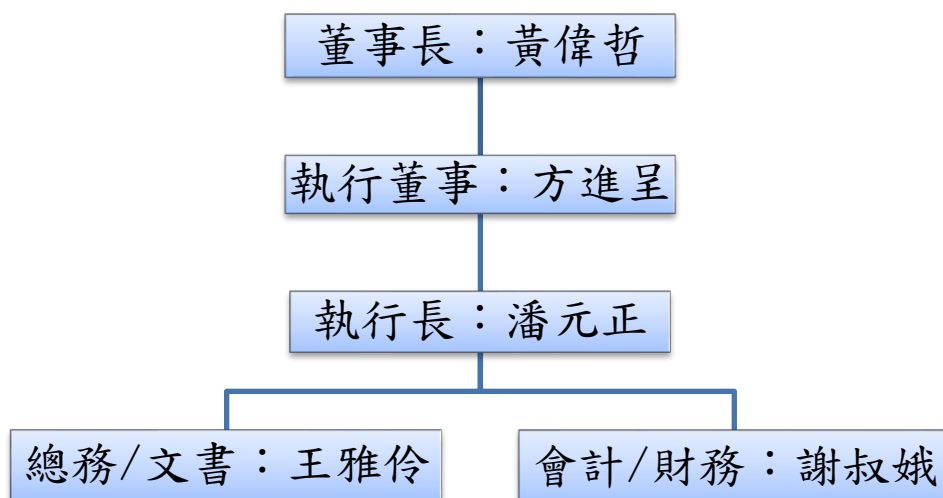 董事長：黃偉哲
執行董事：方進呈
執行長：潘元正
總務/文書：王雅伶
會計/財務：謝叔娥